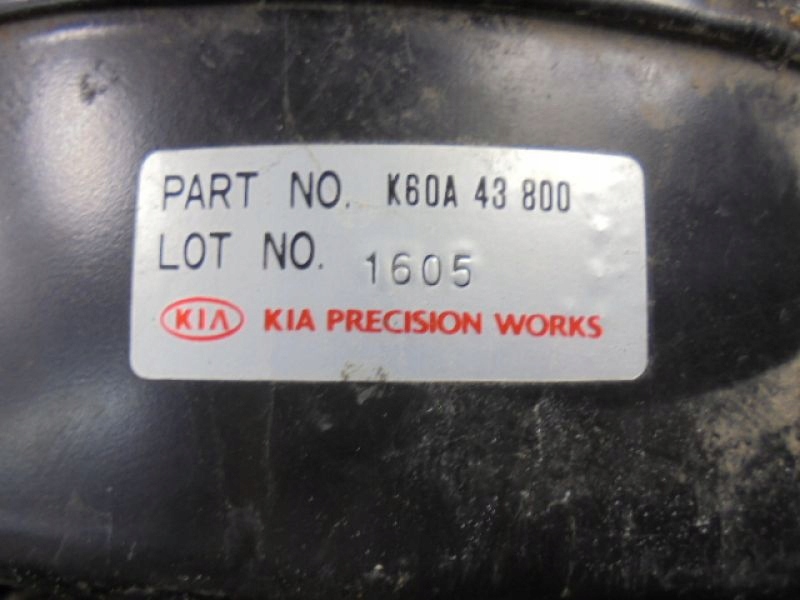 PART NO. K60A 43 800
LOT NO. 1605
KIA KIA PRECISION WORKS